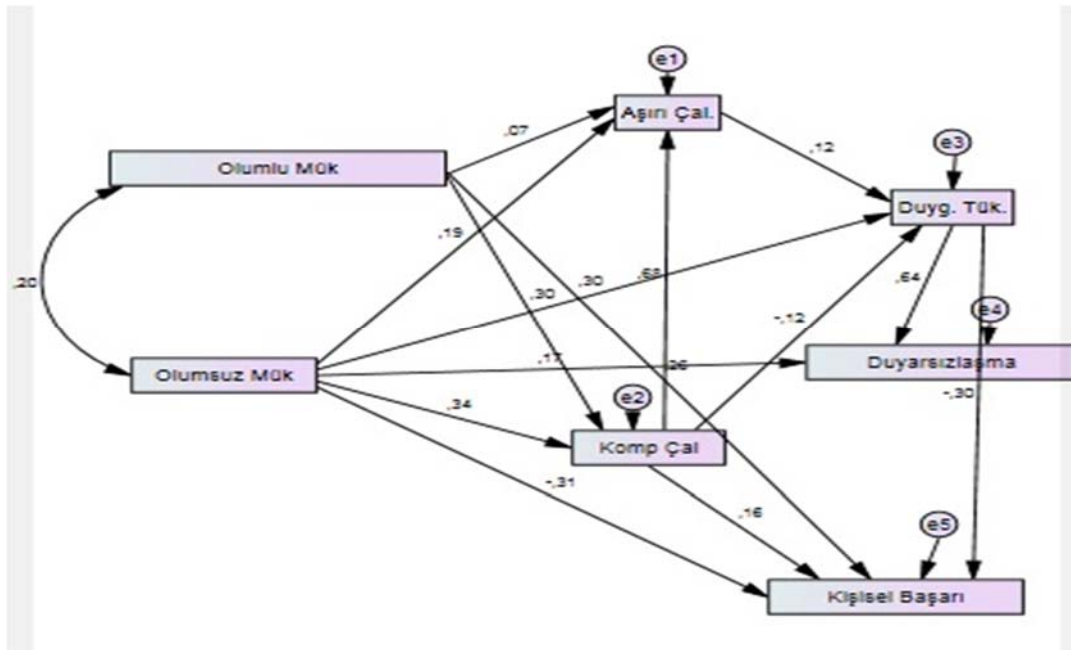 e1
Aşırı Çal.
,07
,12
e3
Olumlu Mük
Duyg. Tük.
,19
,20
,30
,30
,68
,64
-,12
e4
,17
,26
Duyarsızlaşma
Olumsuz Mük
-,30
,34
e2
Komp Çal
-,31
,16
e5
Kişisel Başarı